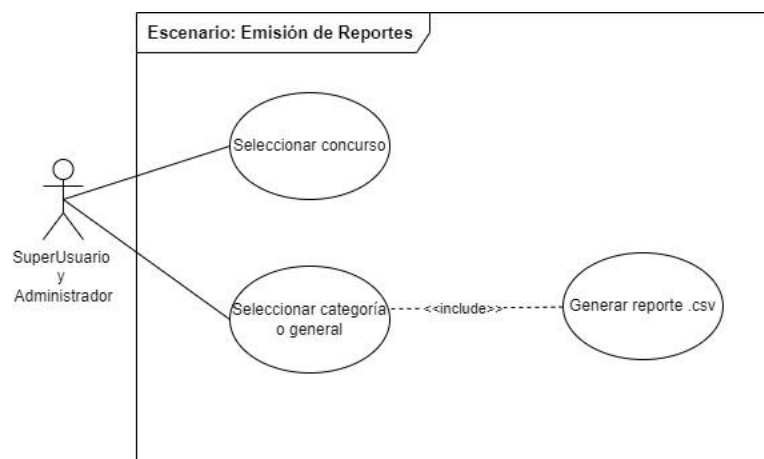 Escenario: Emisión de Reportes
Seleccionar concurso
SuperUsuario
y
Administrador
Seleccionar categoría
o general
<<include>>
Generar reporte .csv